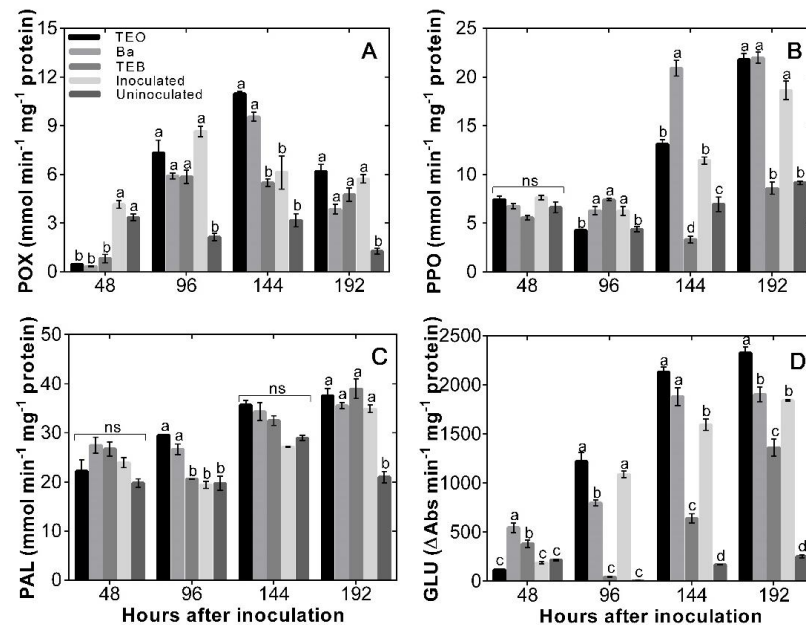 A
POX (mmol min⁻¹ mg⁻¹ protein)
15
12
9
6
3
0
TEO
Ba
TEB
Inoculated
Uninoculated
b b b a a
a a a a b
a a b b b
a b b a b
48 96 144 192
B
PPO (mmol min⁻¹ mg⁻¹ protein)
25
20
15
10
5
0
ns
b a a a b
b a d b c
a a b a b
48 96 144 192
C
PAL (mmol min⁻¹ mg⁻¹ protein)
50
40
30
20
10
0
ns
a a b b b
ns
a a a a b
48 96 144 192
Hours after inoculation
D
GLU (ΔAbs min⁻¹ mg⁻¹ protein)
2500
2000
1500
1000
500
0
c a b c c
a b c a c
a a c b d
a b c b d
48 96 144 192
Hours after inoculation